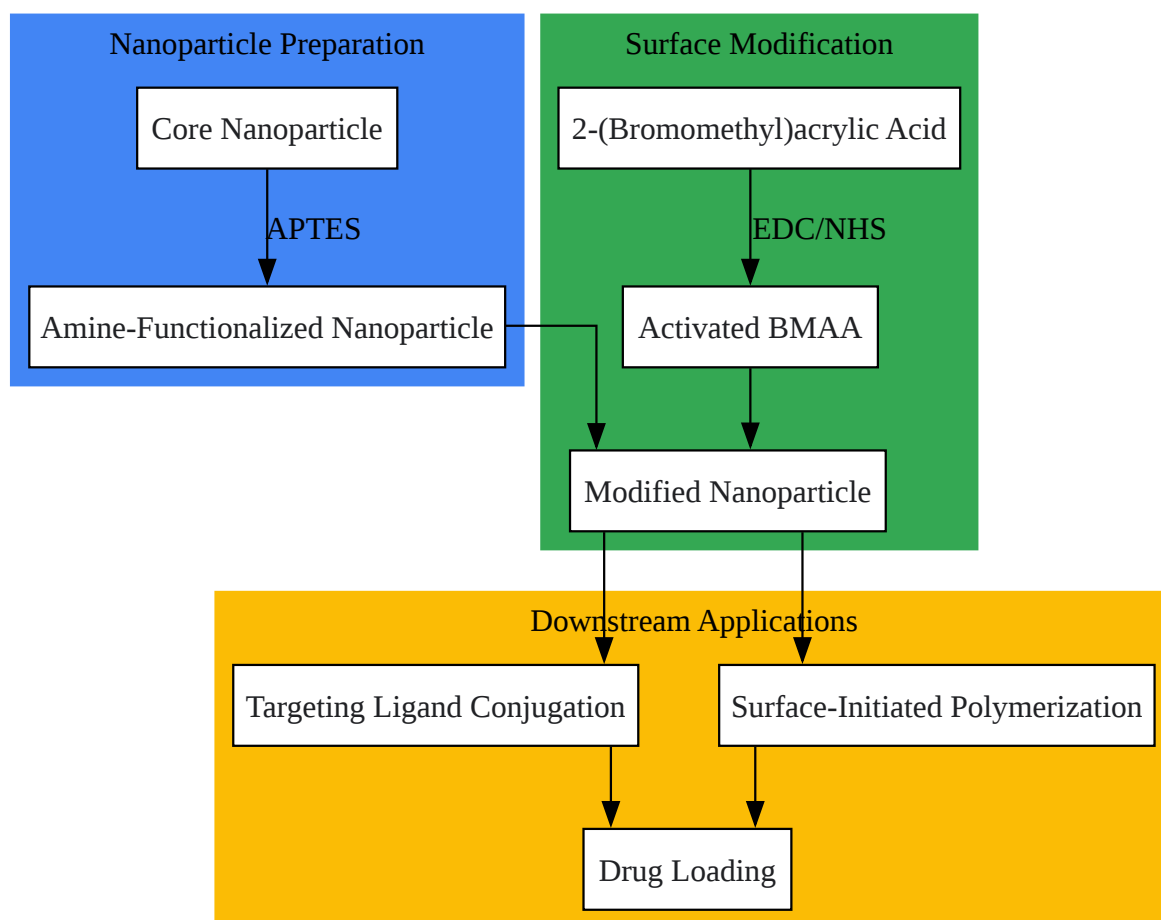 Nanoparticle Preparation
Core Nanoparticle
APTES
Amine-Functionalized Nanoparticle
Surface Modification
2-(Bromomethyl)acrylic Acid
EDC/NHS
Activated BMAA
Modified Nanoparticle
Downstream Applications
Targeting Ligand Conjugation
Surface-Initiated Polymerization
Drug Loading